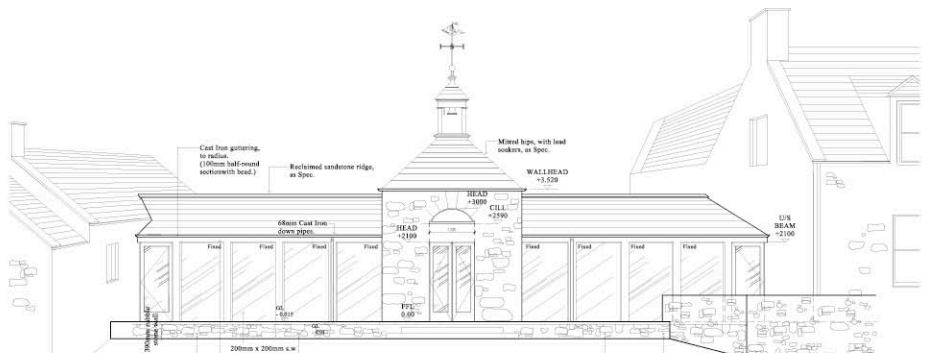 Cast Iron guttering,
to radius.
(100mm half-round
sectionwith bead.)
Reclaimed sandstone ridge,
as Spec.
Mitred hips, with lead
soakers, as Spec.
WALLHEAD
+3.520
HEAD
+3000
CILL
+2590
68mm Cast Iron
down pipes.
HEAD
+2100
U/S
BEAM
+2100
Fixed
Fixed
Fixed
Fixed
Fixed
Fixed
Fixed
Fixed
GL
FFL
0.00
stone wall.
200mm x 200mm s.w